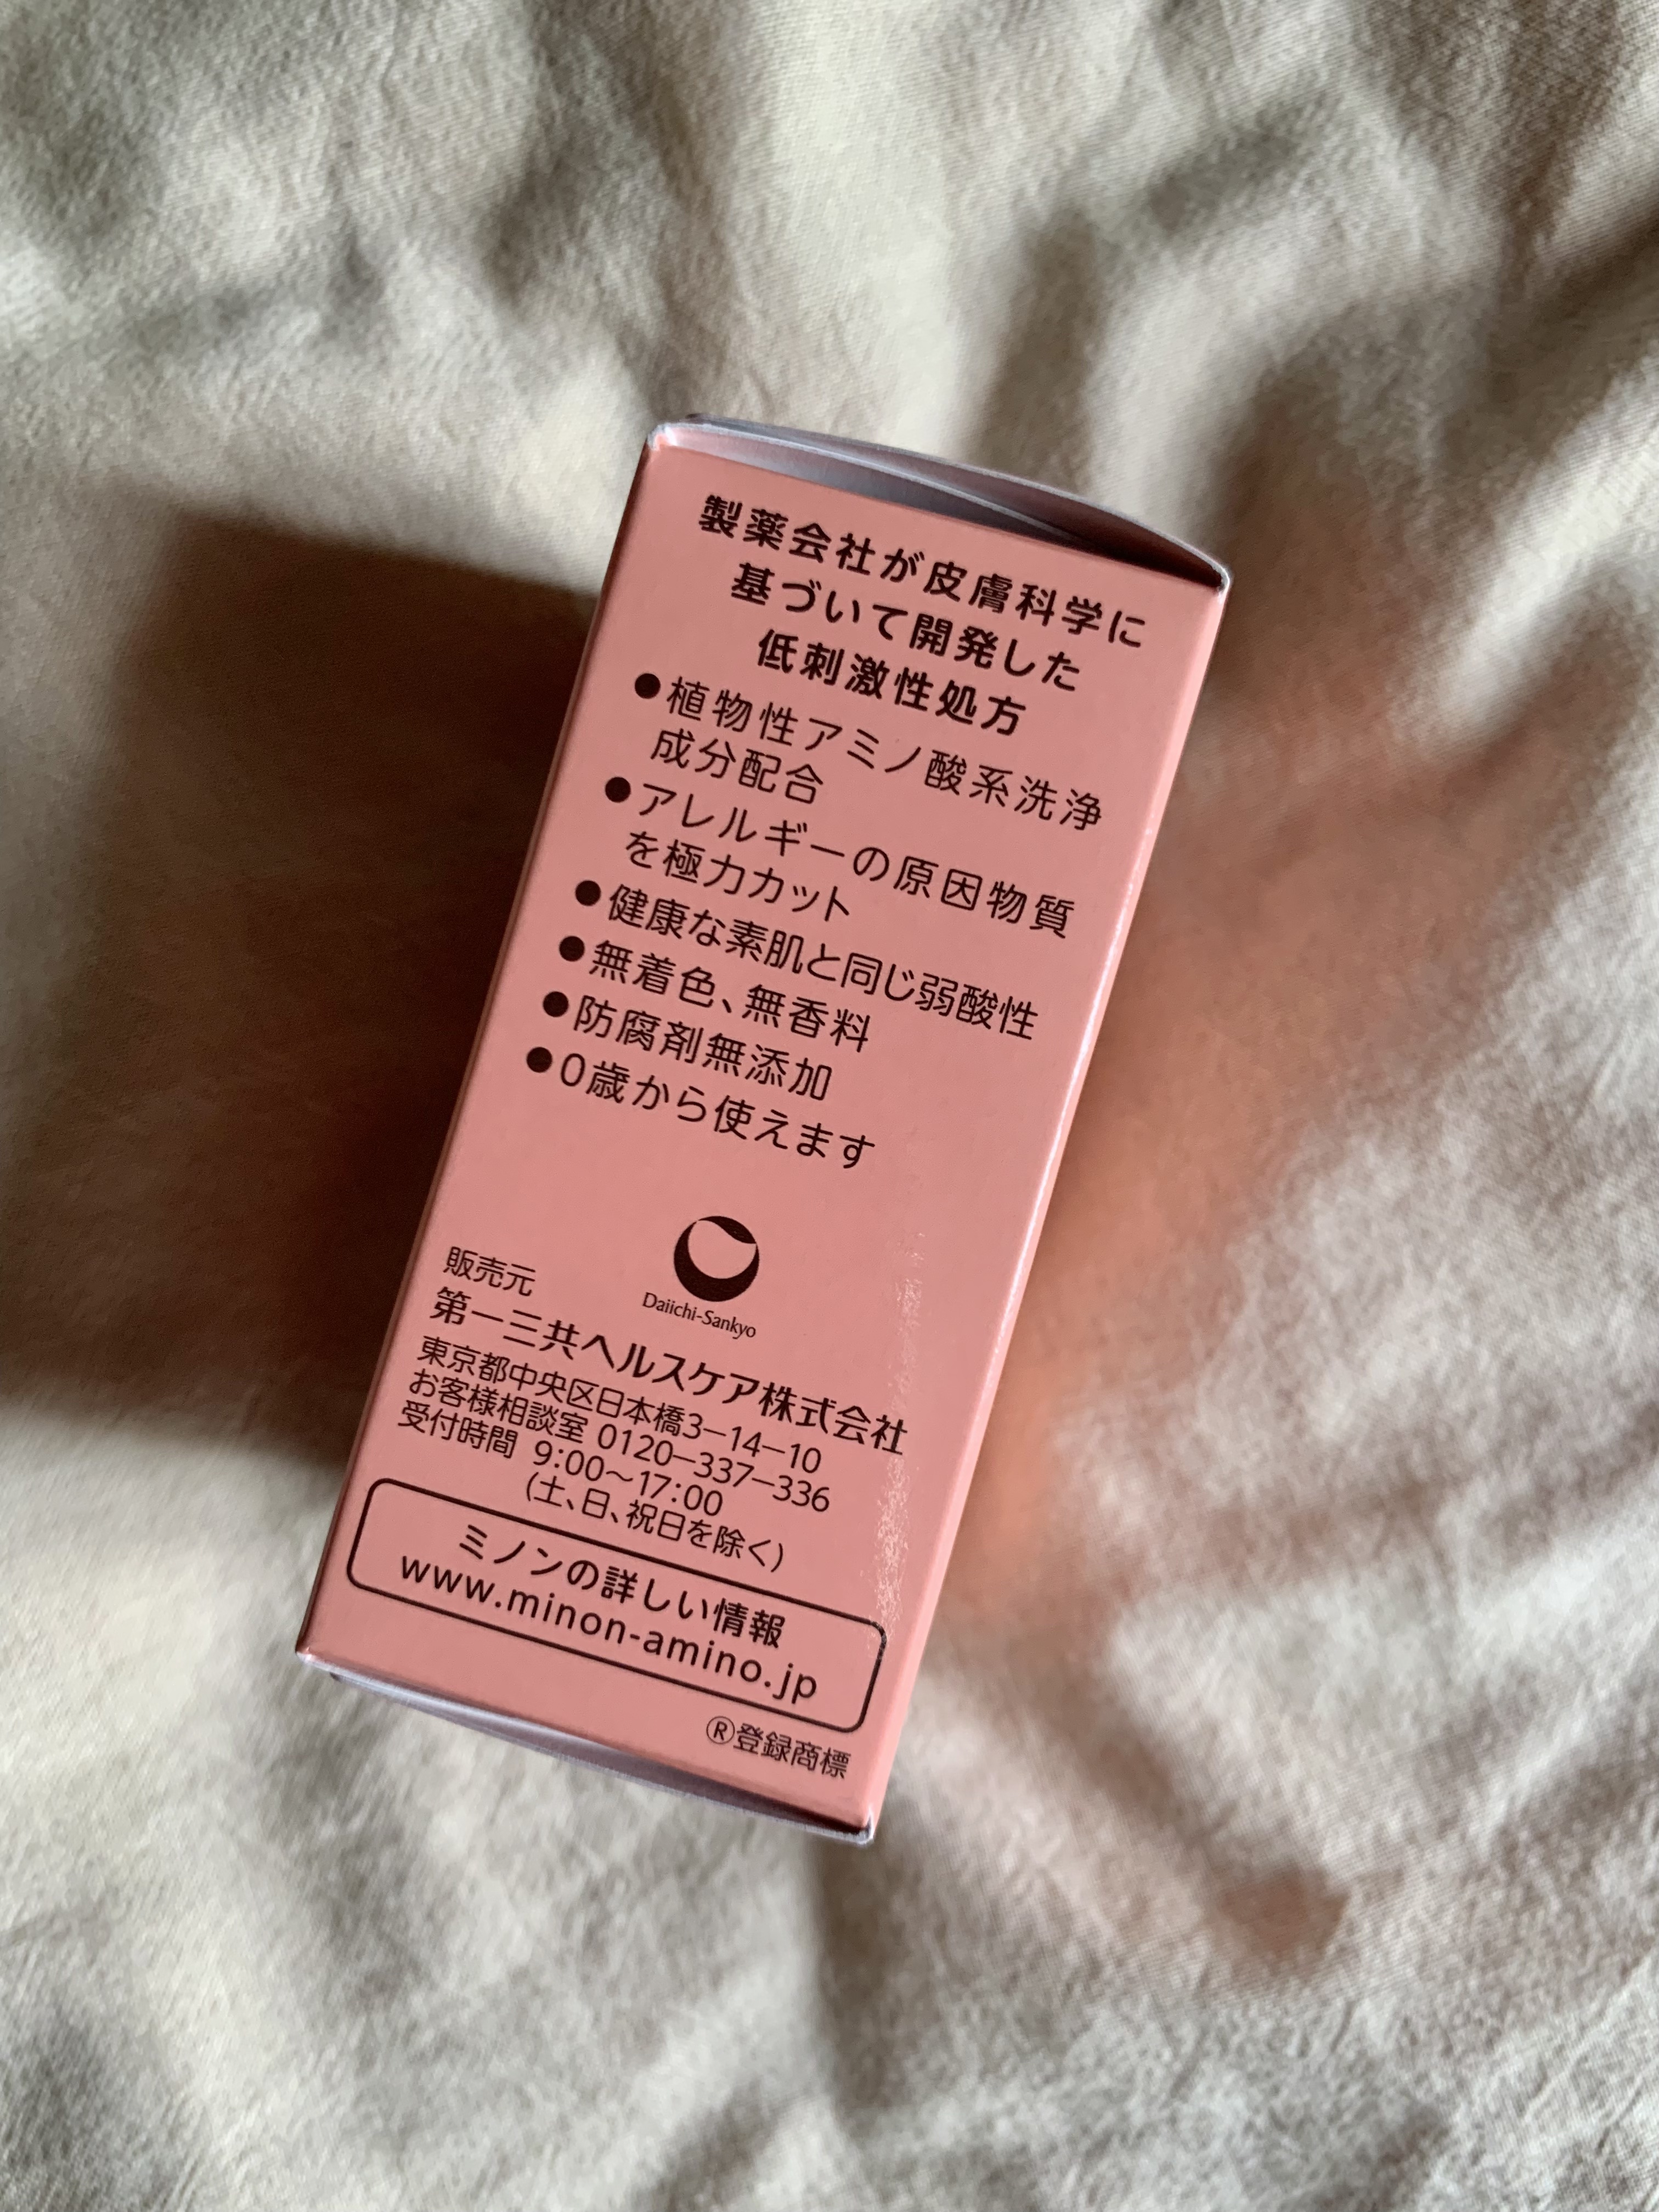 製薬会社が皮膚科学に
基づいて開発した
低刺激性処方
●植物性アミノ酸系洗浄
成分配合
●アレルギーの原因物質
を極力カット
●健康な素肌と同じ弱酸性
●無着色、無香料
●防腐剤無添加
●0歳から使えます
Daiichi-Sankyo
販売元
第一三共ヘルスケア株式会社
東京都中央区日本橋3−14−10
お客様相談室 0120−337−336
受付時間 9:00〜17:00
(土、日、祝日を除く)
ミノンの詳しい情報
www.minon-amino.jp
®登録商標